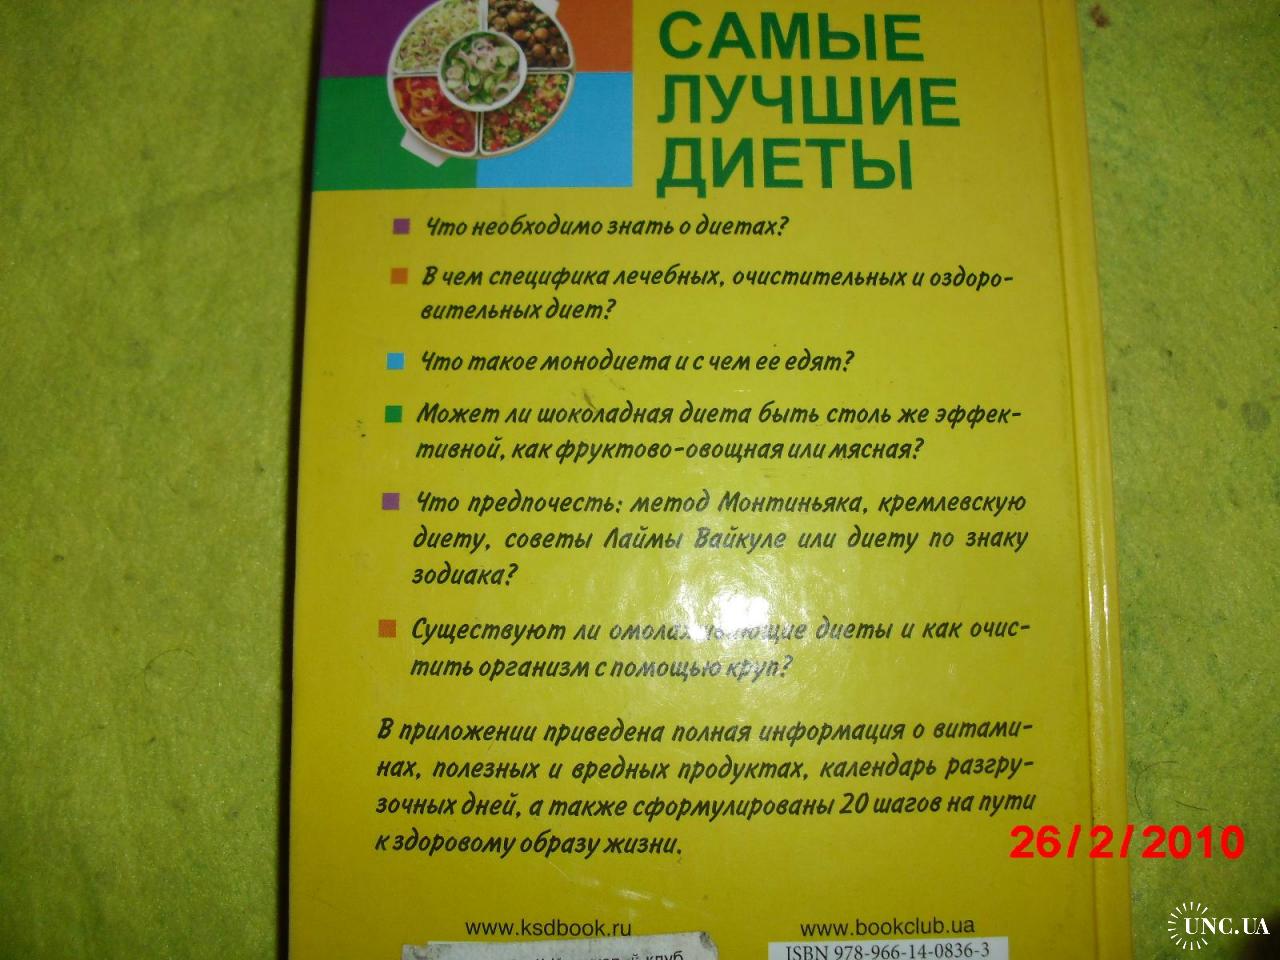 САМЫЕ
ЛУЧШИЕ
ДИЕТЫ
Что необходимо знать о диетах?
В чем специфика лечебных, очистительных и оздоро-
вительных диет?
Что такое монодиета и с чем ее едят?
Может ли шоколадная диета быть столь же эффек-
тивной, как фруктово-овощная или мясная?
Что предпочесть: метод Монтиньяка, кремлевскую
диету, советы Лаймы Вайкуле или диету по знаку
зодиака?
Существуют ли омолаживающие диеты и как очис-
тить организм с помощью круп?
В приложении приведена полная информация о витами-
нах, полезных и вредных продуктах, календарь разгру-
зочных дней, а также сформулированы 20 шагов на пути
к здоровому образу жизни.
26/2/2010
www.ksdbook.ru
www.bookclub.ua
ISBN 978-966-14-0836-3
клуб
UNC.UA